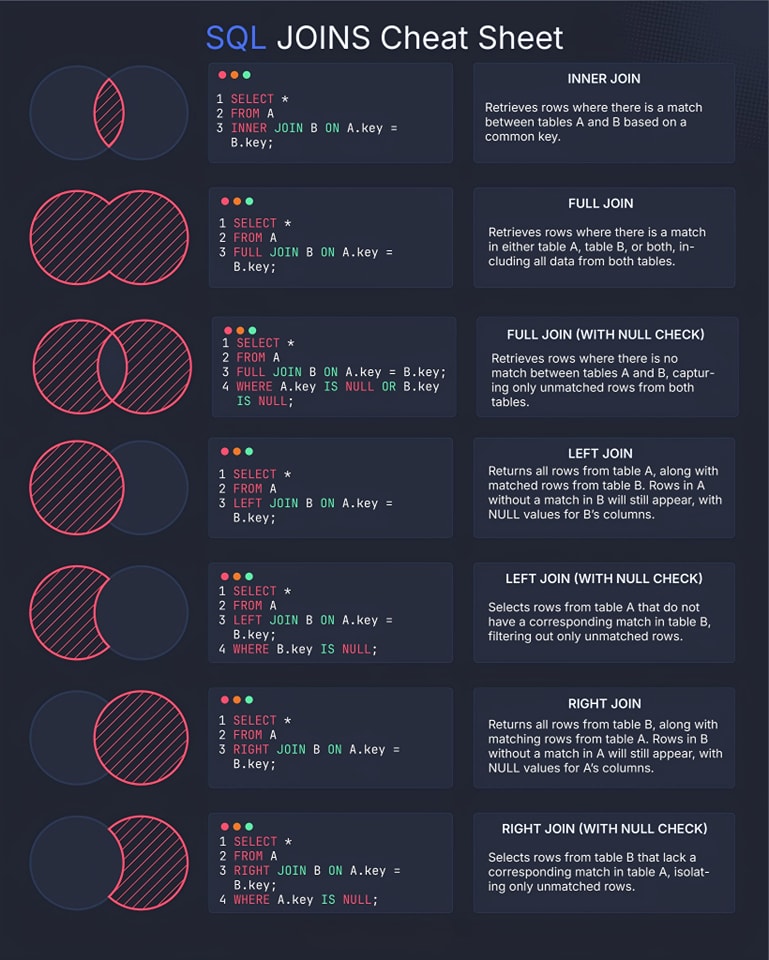 SQL JOINS Cheat Sheet
1 SELECT *
2 FROM A
3 INNER JOIN B ON A.key =
B.key;
INNER JOIN
Retrieves rows where there is a match
between tables A and B based on a
common key.
1 SELECT *
2 FROM A
3 FULL JOIN B ON A.key =
B.key;
FULL JOIN
Retrieves rows where there is a match
in either table A, table B, or both, in-
cluding all data from both tables.
1 SELECT *
2 FROM A
3 FULL JOIN B ON A.key = B.key;
4 WHERE A.key IS NULL OR B.key
IS NULL;
FULL JOIN (WITH NULL CHECK)
Retrieves rows where there is no
match between tables A and B, captur-
ing only unmatched rows from both
tables.
1 SELECT *
2 FROM A
3 LEFT JOIN B ON A.key =
B.key;
LEFT JOIN
Returns all rows from table A, along with
matched rows from table B. Rows in A
without a match in B will still appear, with
NULL values for B's columns.
1 SELECT *
2 FROM A
3 LEFT JOIN B ON A.key =
B.key;
4 WHERE B.key IS NULL;
LEFT JOIN (WITH NULL CHECK)
Selects rows from table A that do not
have a corresponding match in table B,
filtering out only unmatched rows.
1 SELECT *
2 FROM A
3 RIGHT JOIN B ON A.key =
B.key;
RIGHT JOIN
Returns all rows from table B, along with
matching rows from table A. Rows in B
without a match in A will still appear, with
NULL values for A's columns.
1 SELECT *
2 FROM A
3 RIGHT JOIN B ON A.key =
B.key;
4 WHERE A.key IS NULL;
RIGHT JOIN (WITH NULL CHECK)
Selects rows from table B that lack a
corresponding match in table A, isolat-
ing only unmatched rows.